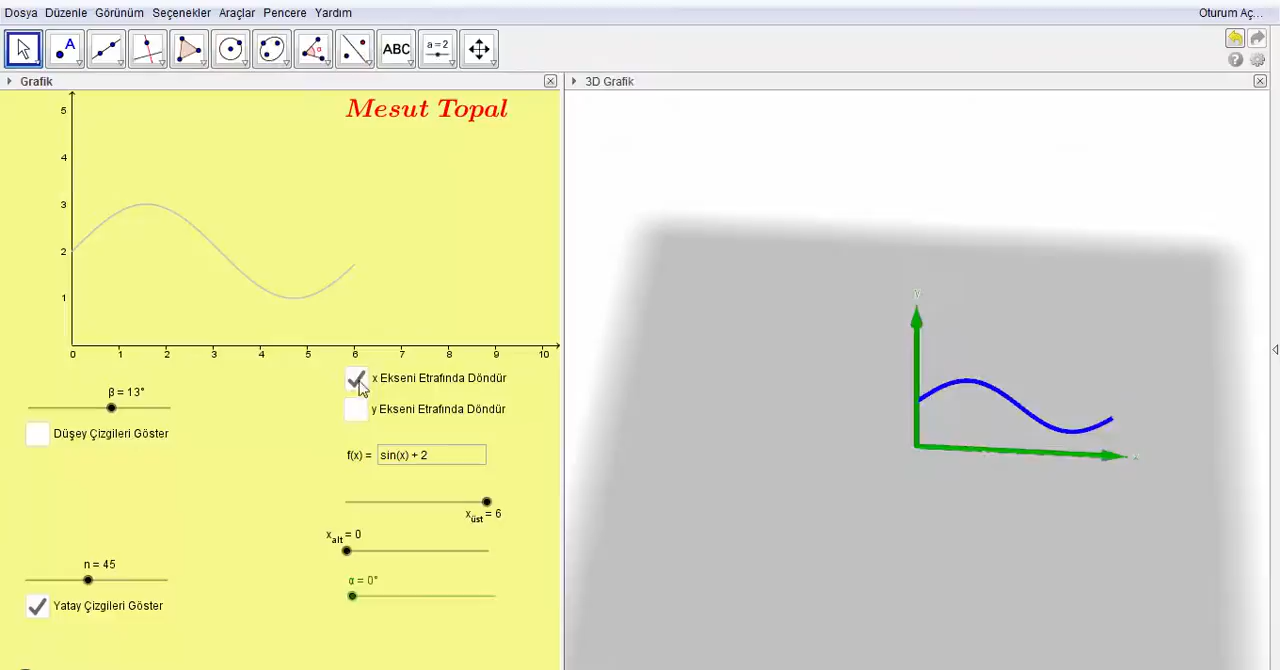 Dosya Düzenle Görünüm Seçenekler Araçlar Pencere Yardım Oturum Aç...
A ABC a=2
Grafik 3D Grafik
Mesut Topal
5
4
3
2
1
0 1 2 3 4 5 6 7 8 9 10
y
x Ekseni Etrafında Döndür
β = 13°
y Ekseni Etrafında Döndür
Düşey Çizgileri Göster
f(x) = sin(x) + 2
xüst = 6
xalt = 0
n = 45
α = 0°
Yatay Çizgileri Göster